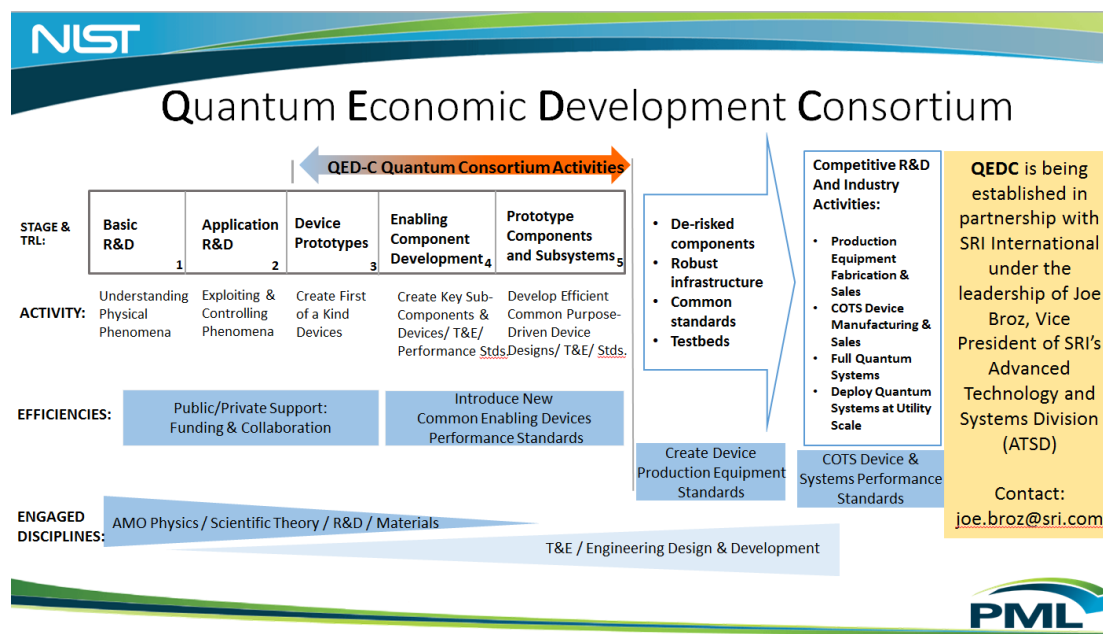 NIST
Quantum Economic Development Consortium
QED-C Quantum Consortium Activities
STAGE &
TRL:
Basic
R&D
1
Application
R&D
2
Device
Prototypes
3
Enabling
Component
Development
4
Prototype
Components
and Subsystems
5
ACTIVITY:
Understanding
Physical
Phenomena
Exploiting &
Controlling
Phenomena
Create First
of a Kind
Devices
Create Key Sub-
Components &
Devices/ T&E/
Performance Stds.
Develop Efficient
Common Purpose-
Driven Device
Designs/ T&E/ Stds.
EFFICIENCIES:
Public/Private Support:
Funding & Collaboration
Introduce New
Common Enabling Devices
Performance Standards
• De-risked
components
• Robust
infrastructure
• Common
standards
• Testbeds
Create Device
Production Equipment
Standards
Competitive R&D
And Industry
Activities:
• Production
Equipment
Fabrication &
Sales
• COTS Device
Manufacturing &
Sales
• Full Quantum
Systems
• Deploy Quantum
Systems at Utility
Scale
COTS Device &
Systems Performance
Standards
QEDC is being
established in
partnership with
SRI International
under the
leadership of Joe
Broz, Vice
President of SRI’s
Advanced
Technology and
Systems Division
(ATSD)
Contact:
joe.broz@sri.com
ENGAGED
DISCIPLINES:
AMO Physics / Scientific Theory / R&D / Materials
T&E / Engineering Design & Development
PML